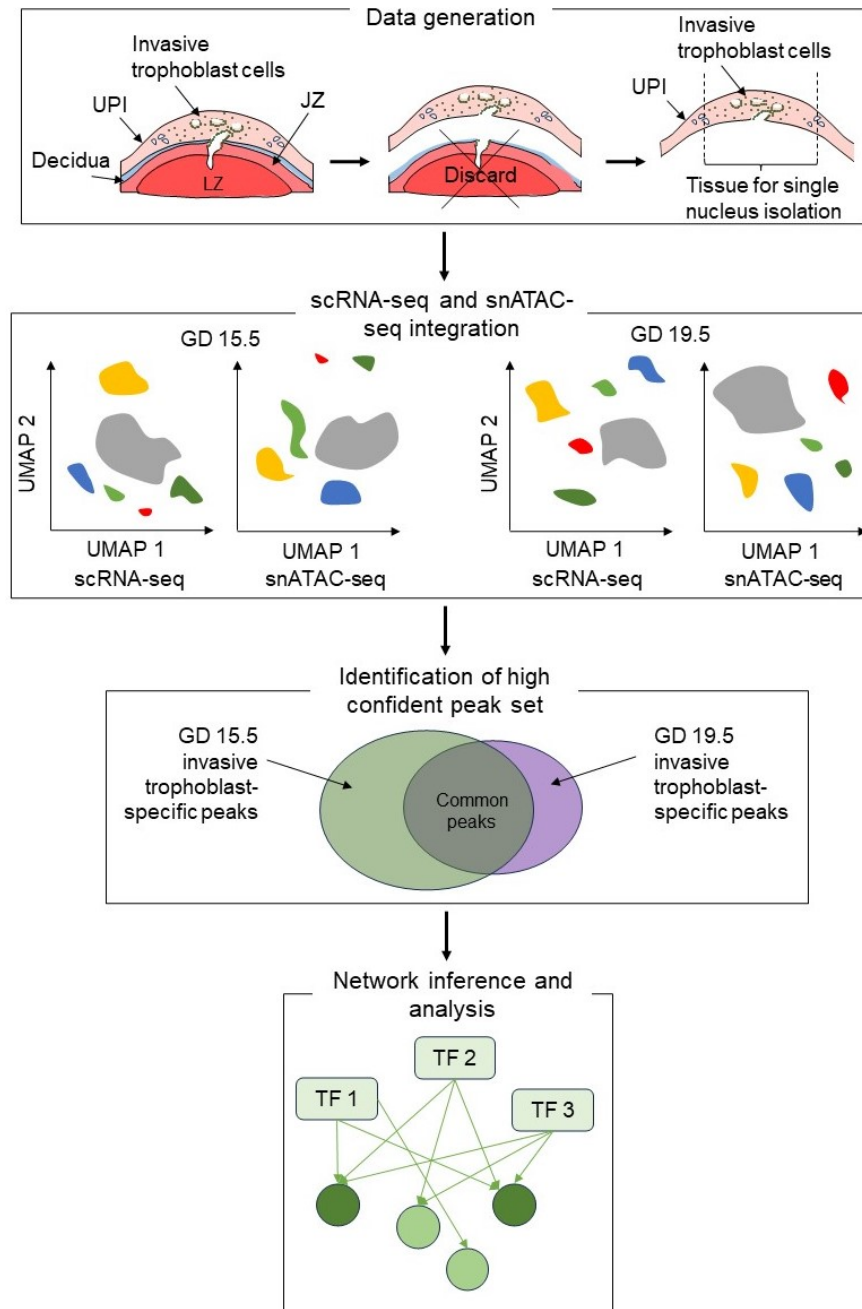 Data generation
Invasive
trophoblast cells
UPI
JZ
Decidua
LZ
Discard
Invasive
trophoblast cells
UPI
Tissue for single
nucleus isolation
scRNA-seq and snATAC-
seq integration
GD 15.5
GD 19.5
UMAP 2
UMAP 1
scRNA-seq
UMAP 1
snATAC-seq
UMAP 2
UMAP 1
scRNA-seq
UMAP 1
snATAC-seq
Identification of high
confident peak set
GD 15.5
invasive
trophoblast-
specific peaks
Common
peaks
GD 19.5
invasive
trophoblast-
specific peaks
Network inference and
analysis
TF 1
TF 2
TF 3